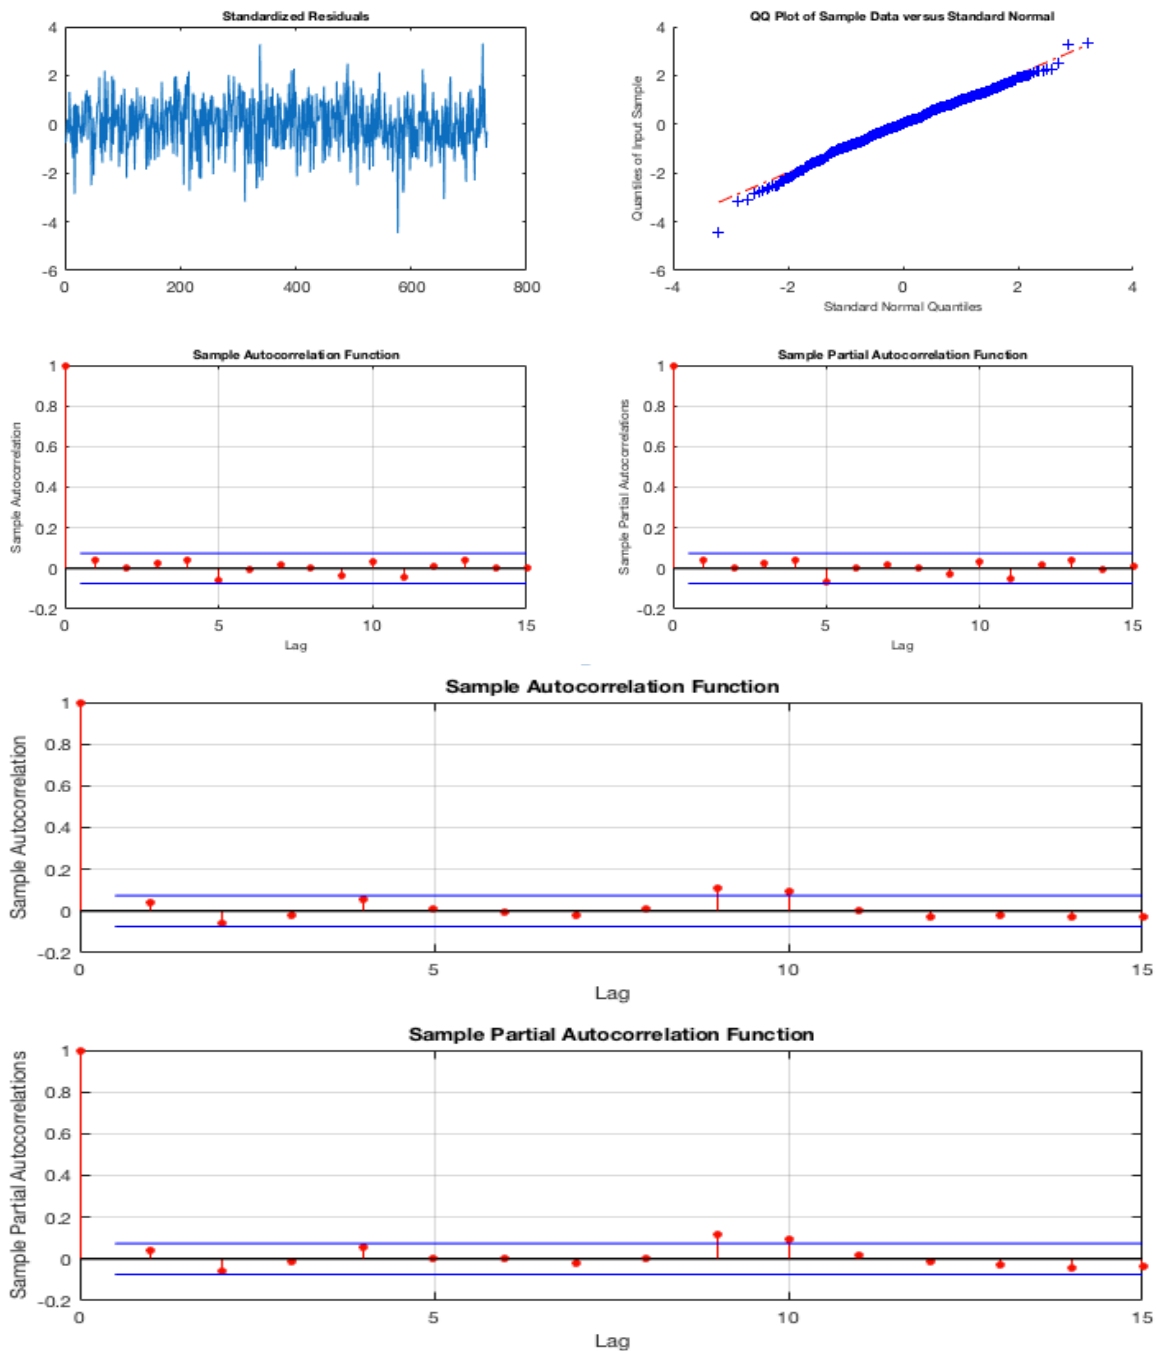 Standardized Residuals
4
2
0
-2
-4
-6
0 200 400 600 800
QQ Plot of Sample Data versus Standard Normal
Quantiles of Input Sample
4
2
0
-2
-4
-6
-4 -2 0 2 4
Standard Normal Quantiles
Sample Autocorrelation Function
Sample Autocorrelation
1
0.8
0.6
0.4
0.2
0
-0.2
0 5 10 15
Lag
Sample Partial Autocorrelation Function
Sample Partial Autocorrelations
1
0.8
0.6
0.4
0.2
0
-0.2
0 5 10 15
Lag
Sample Autocorrelation Function
Sample Autocorrelation
1
0.8
0.6
0.4
0.2
0
-0.2
0 5 10 15
Lag
Sample Partial Autocorrelation Function
Sample Partial Autocorrelations
1
0.8
0.6
0.4
0.2
0
-0.2
0 5 10 15
Lag